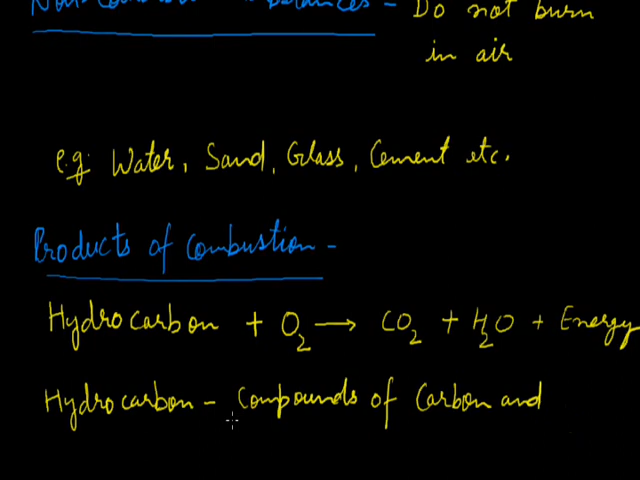 Do not burn
in air
e.g. Water, Sand, Glass, Cement etc.
Products of Combustion -
Hydrocarbon + O2 → CO2 + H2O + Energy
Hydrocarbon - Compounds of Carbon and